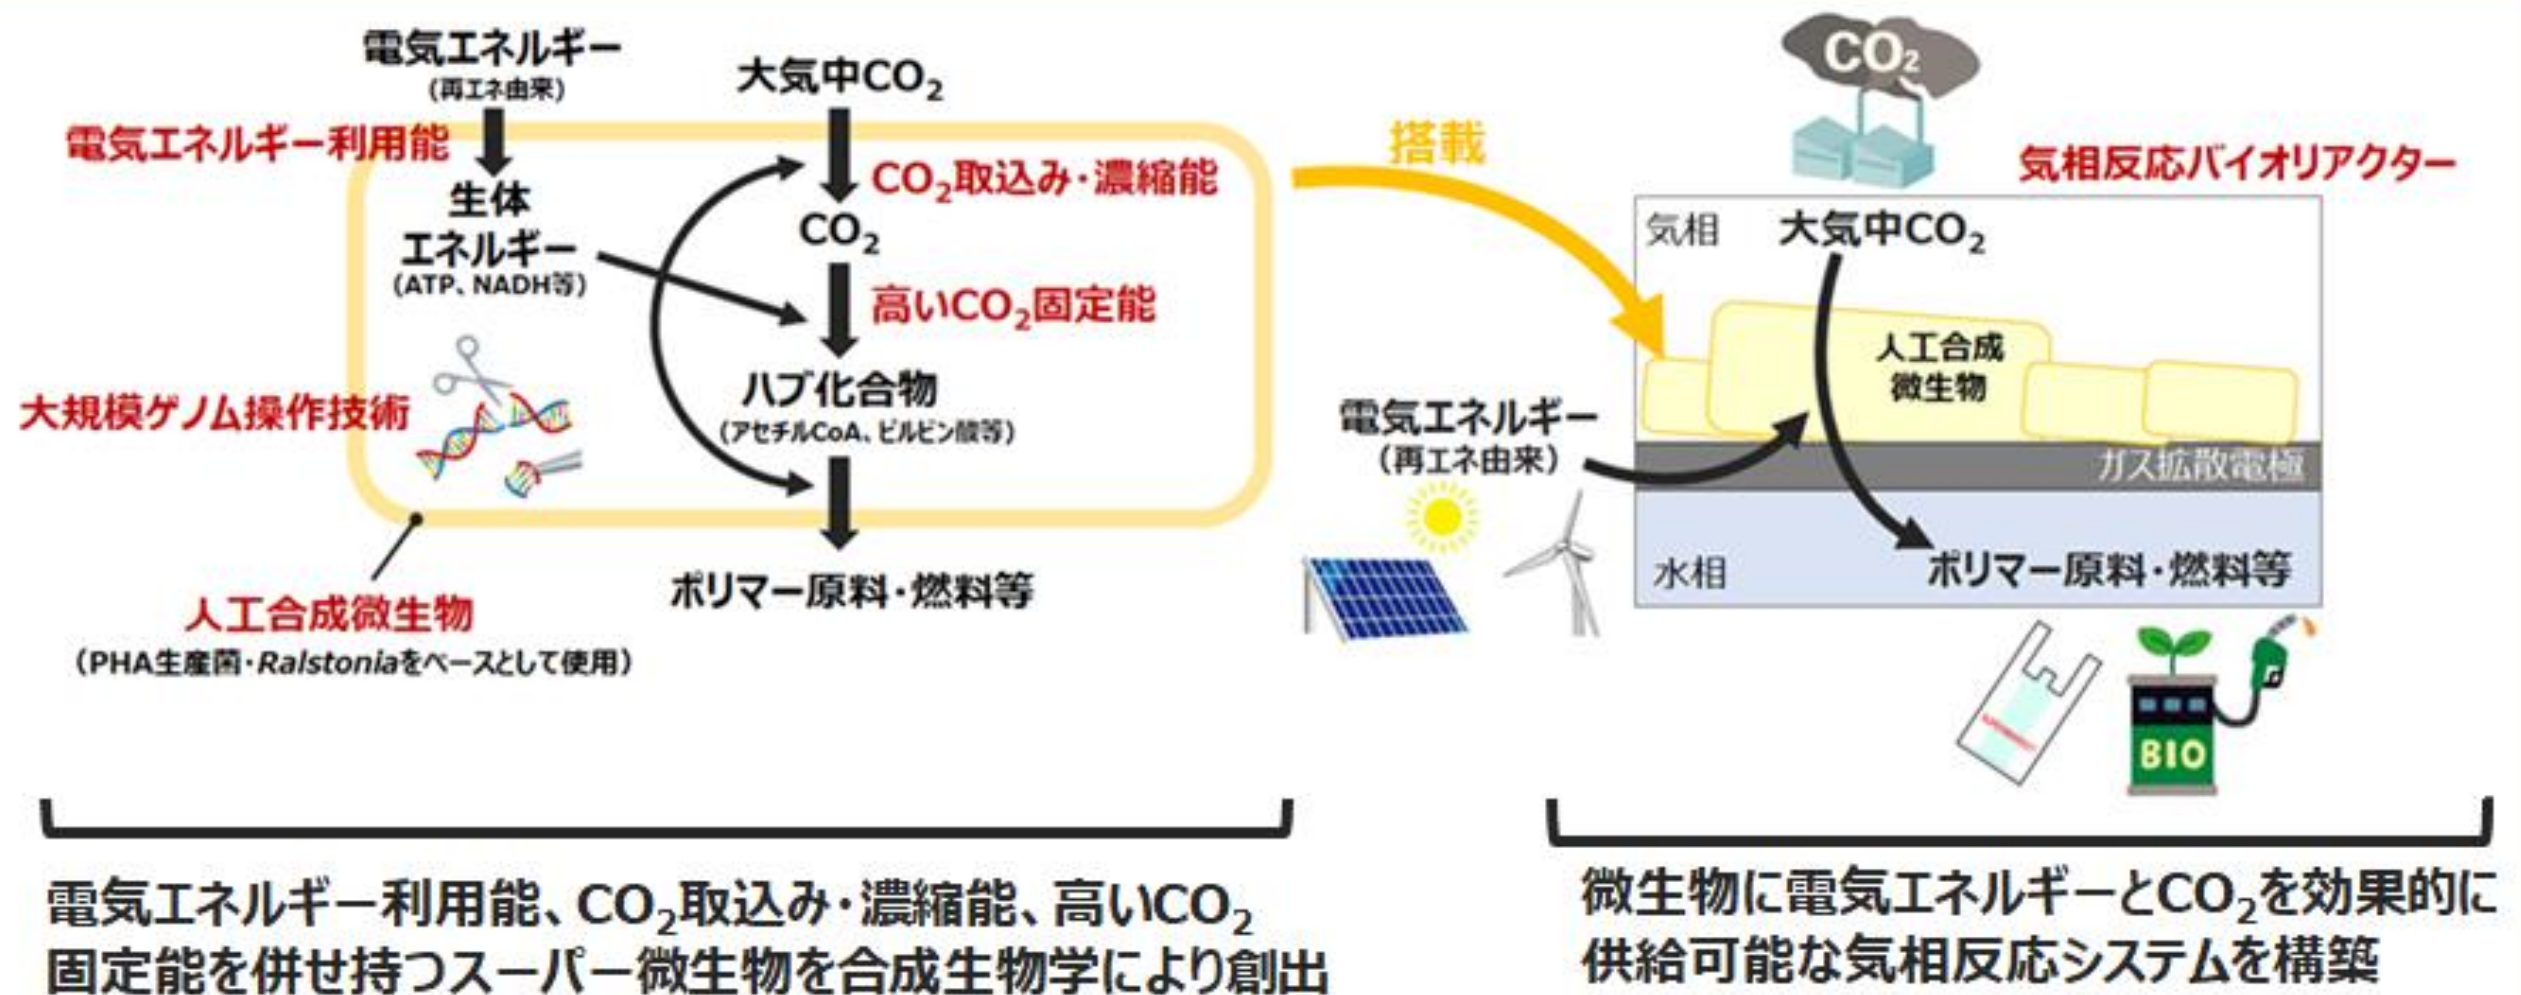 電気エネルギー
(再エネ由来)
大気中CO₂
電気エネルギー利用能
生体
エネルギー
(ATP、NADH等)
CO₂取込み・濃縮能
CO₂
高いCO₂固定能
大規模ゲノム操作技術
ハブ化合物
(アセチルCoA、ピルビン酸等)
ポリマー原料・燃料等
人工合成微生物
(PHA生産菌・Ralstoniaをベースとして使用)
搭載
CO₂
気相反応バイオリアクター
気相
大気中CO₂
人工合成
微生物
電気エネルギー
(再エネ由来)
ガス拡散電極
水相
ポリマー原料・燃料等
BIO
電気エネルギー利用能、CO₂取込み・濃縮能、高いCO₂
固定能を併せ持つスーパー微生物を合成生物学により創出
微生物に電気エネルギーとCO₂を効果的に
供給可能な気相反応システムを構築